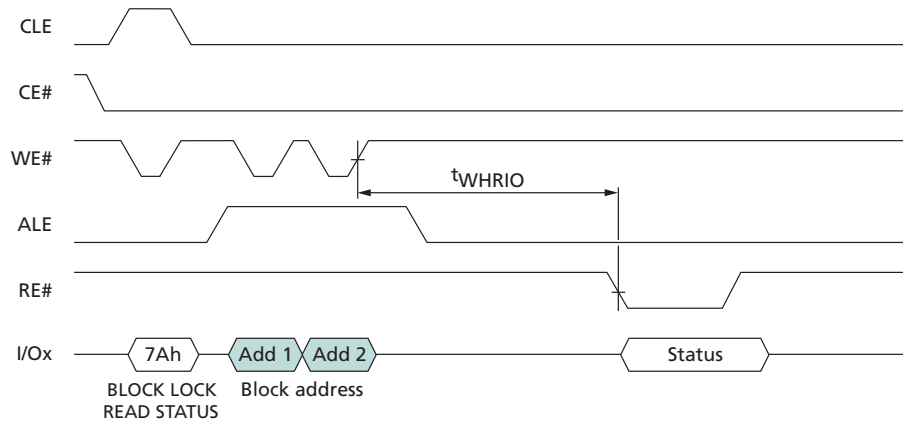 CLE
CE#
WE#
tWHRIO
ALE
RE#
I/Ox
7Ah
Add 1
Add 2
Status
BLOCK LOCK
READ STATUS
Block address